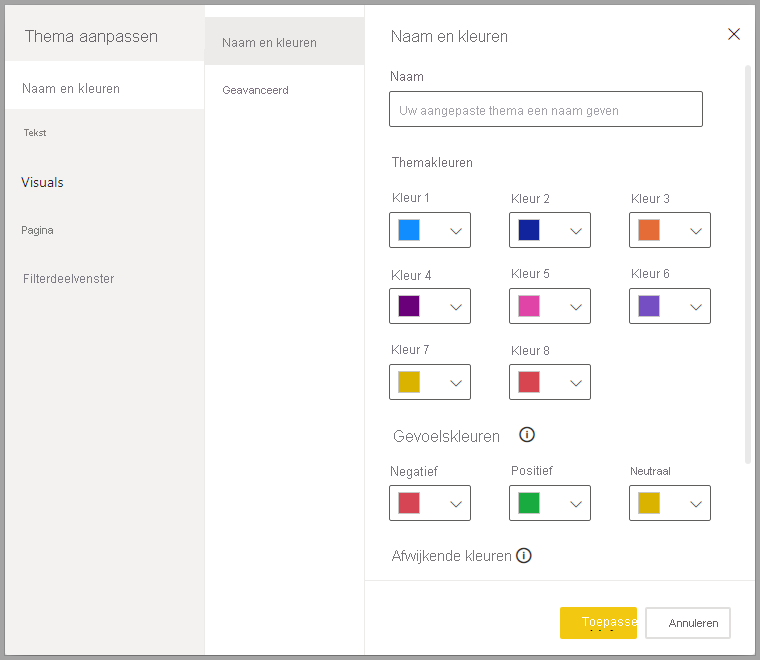 Thema aanpassen
Naam en kleuren
Tekst
Visuals
Pagina
Filterdeelvenster
Naam en kleuren
Geavanceerd
Naam en kleuren
Naam
Uw aangepaste thema een naam geven
Themakleuren
Kleur 1 Kleur 2 Kleur 3
Kleur 4 Kleur 5 Kleur 6
Kleur 7 Kleur 8
Gevoelskleuren
Negatief Positief Neutraal
Afwijkende kleuren
Toepasse Annuleren